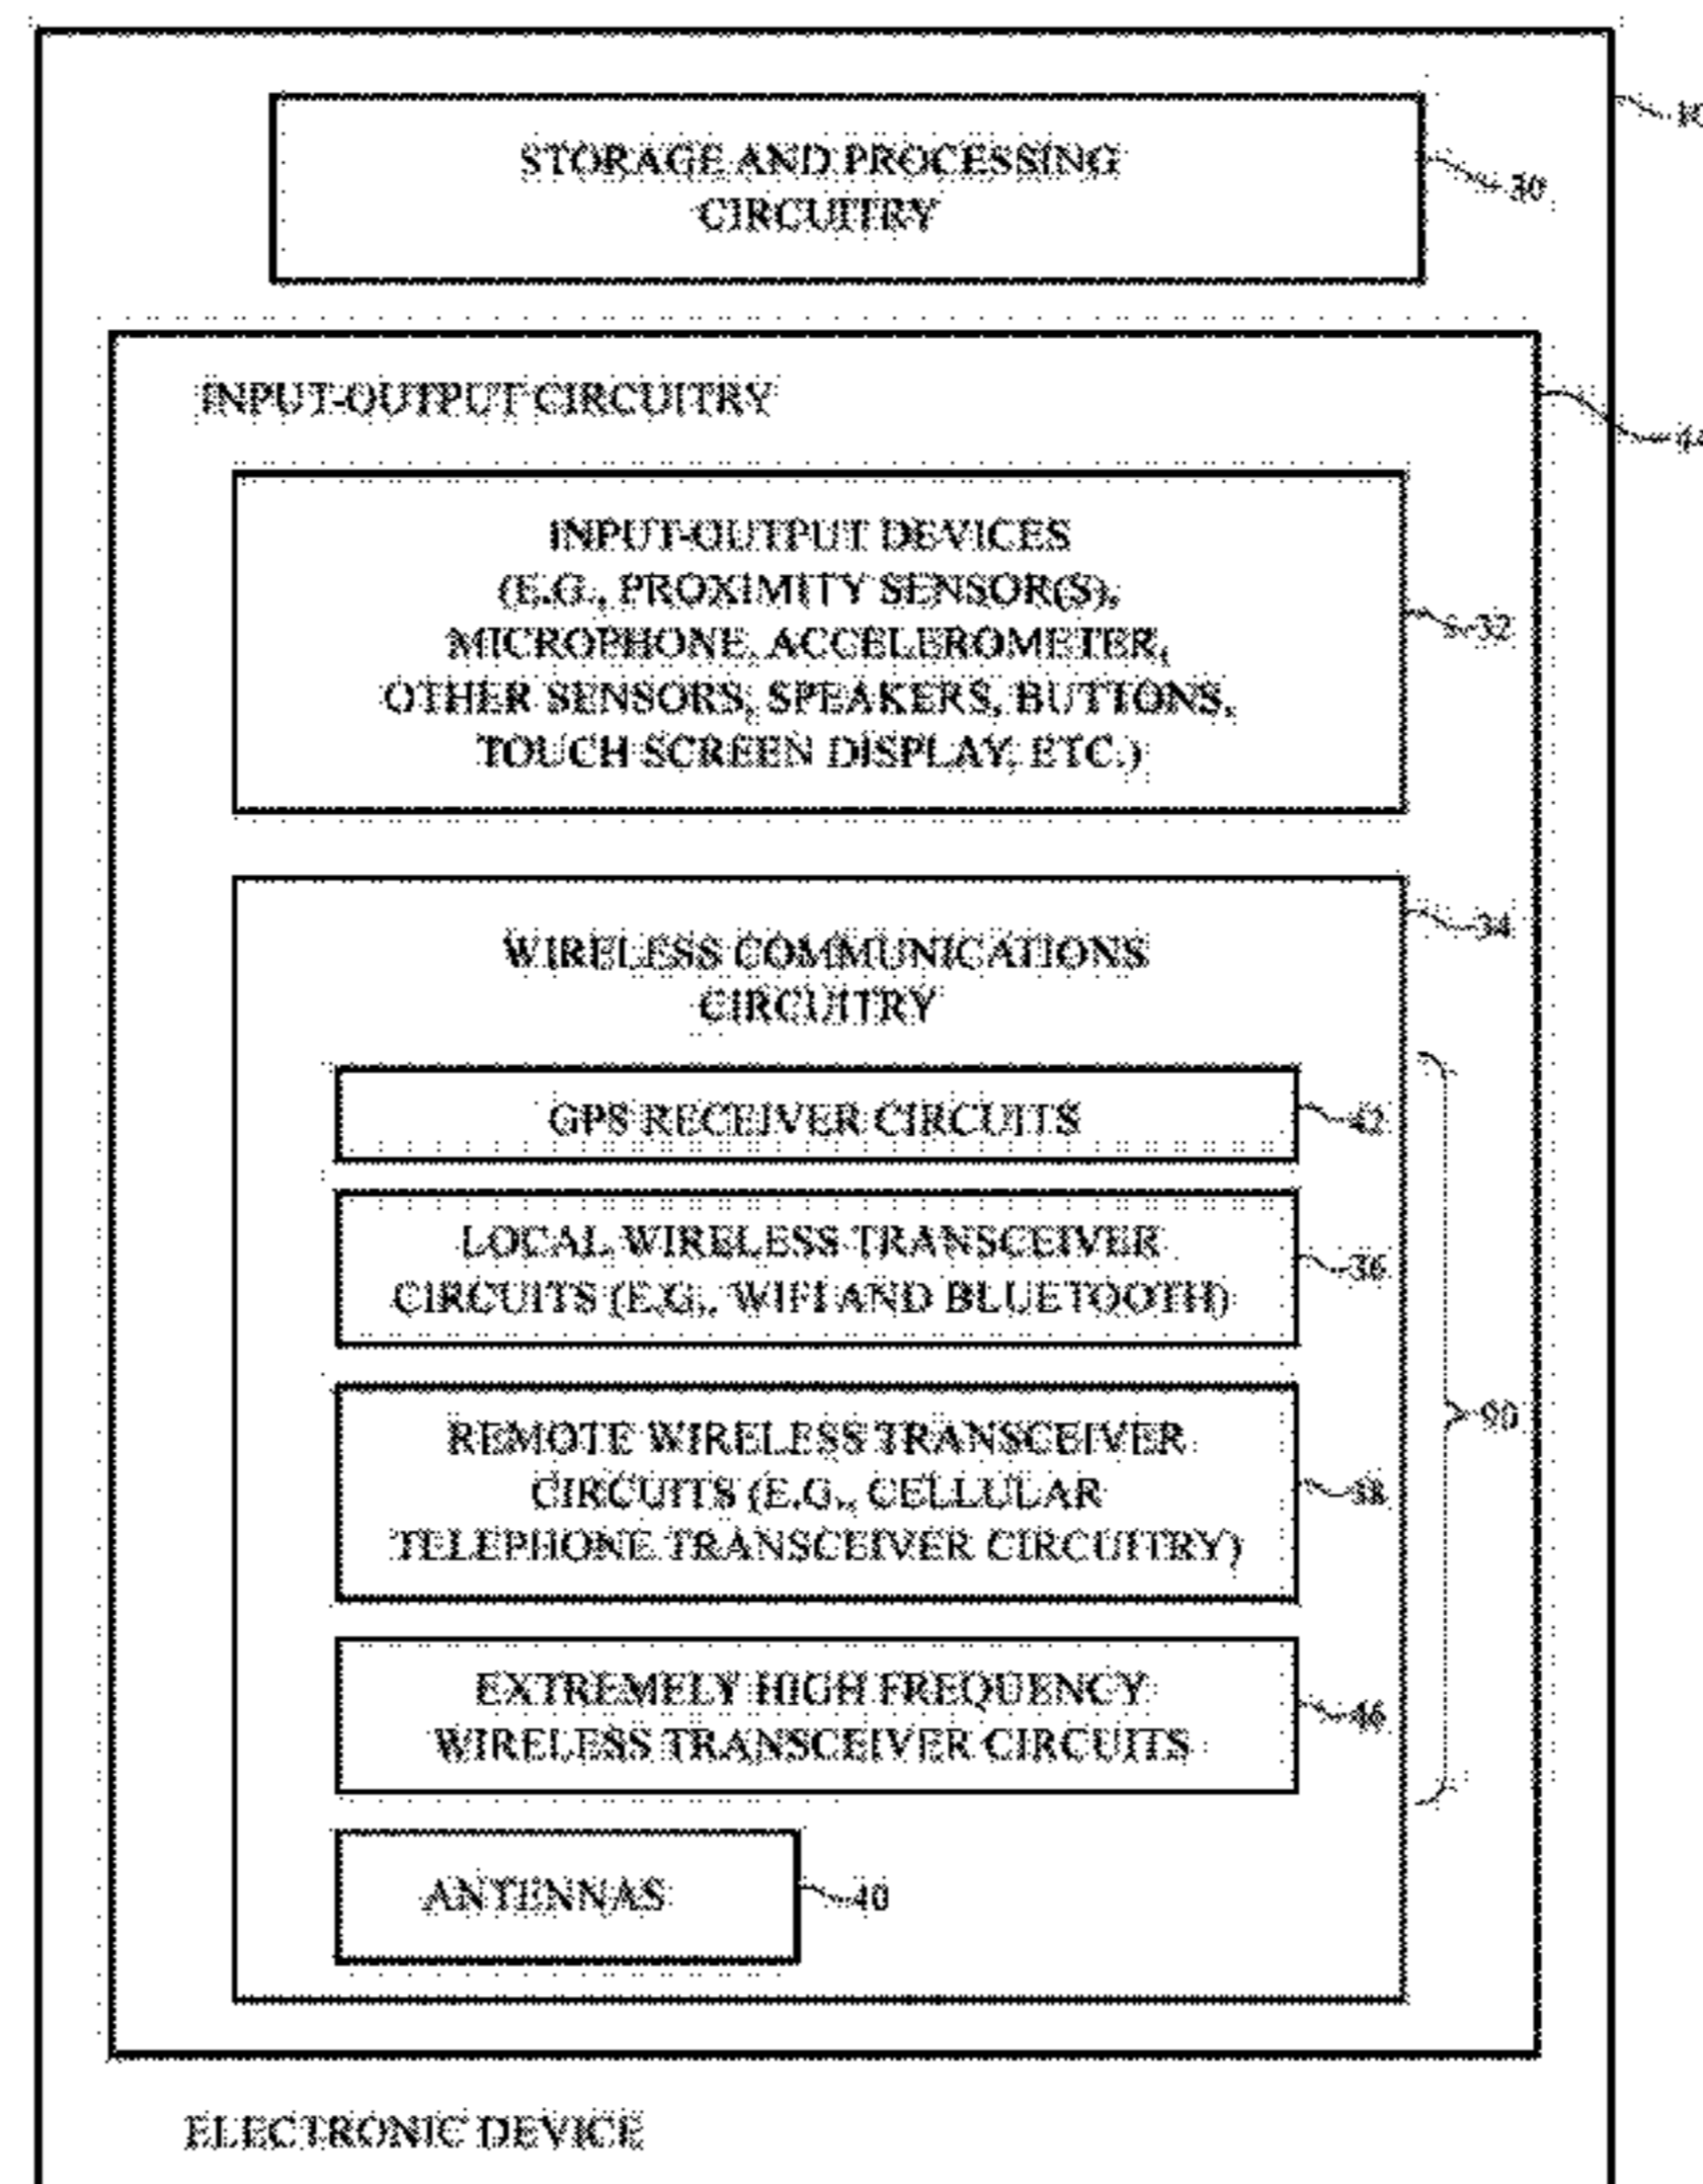 STORAGE AND PROCESSING
CIRCUITRY
30
INPUT-OUTPUT CIRCUITRY
INPUT-OUTPUT DEVICES
(E.G., PROXIMITY SENSOR(S),
MICROPHONE, ACCELEROMETER,
OTHER SENSORS, SPEAKERS, BUTTONS,
TOUCH SCREEN DISPLAY, ETC.)
32
WIRELESS COMMUNICATIONS
CIRCUITRY
34
GPS RECEIVER CIRCUITS
42
LOCAL WIRELESS TRANSCEIVER
CIRCUITS (E.G., WIFI AND BLUETOOTH)
36
REMOTE WIRELESS TRANSCEIVER
CIRCUITS (E.G., CELLULAR
TELEPHONE TRANSCEIVER CIRCUITRY)
38
90
EXTREMELY HIGH FREQUENCY
WIRELESS TRANSCEIVER CIRCUITS
46
ANTENNAS
40
ELECTRONIC DEVICE